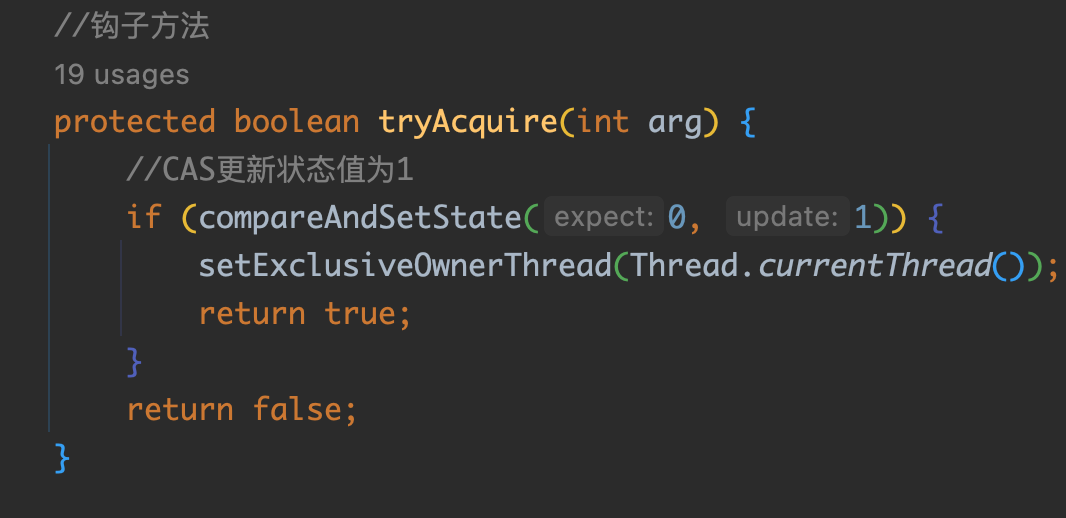 //钩子方法
19 usages
protected boolean tryAcquire(int arg) {
//CAS更新状态值为1
if (compareAndSetState( expect: 0, update: 1)) {
setExclusiveOwnerThread(Thread.currentThread());
return true;
}
return false;
}